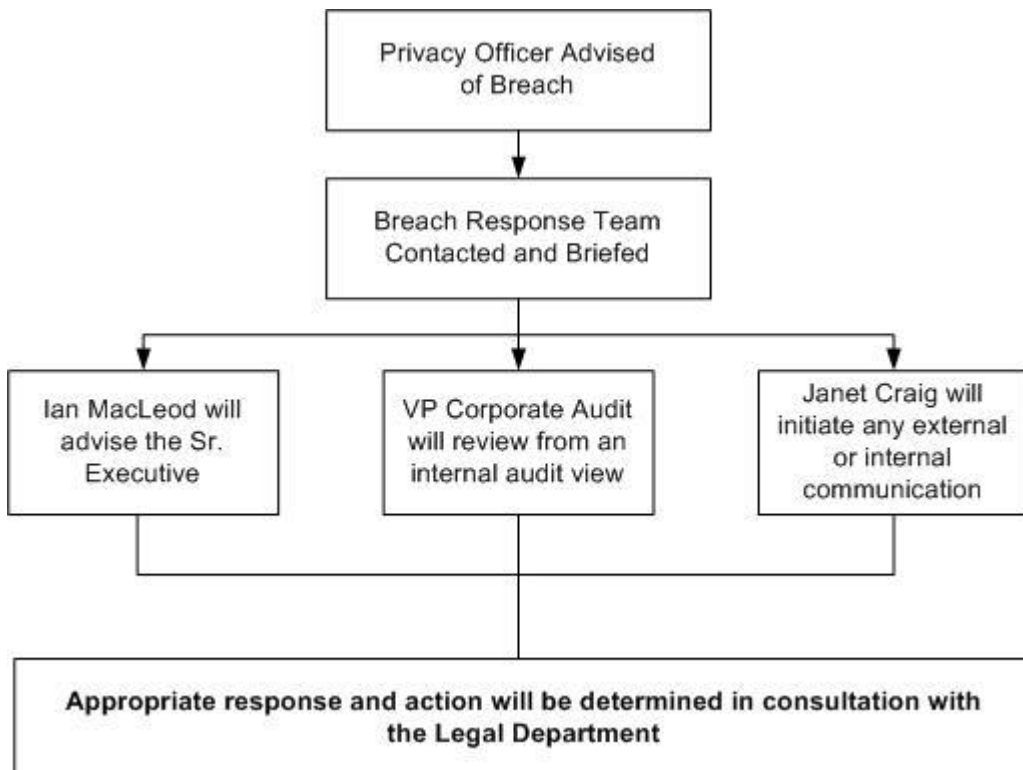 Privacy Officer Advised
of Breach
Breach Response Team
Contacted and Briefed
Ian MacLeod will
advise the Sr.
Executive
VP Corporate Audit
will review from an
internal audit view
Janet Craig will
initiate any external
or internal
communication
Appropriate response and action will be determined in consultation with
the Legal Department